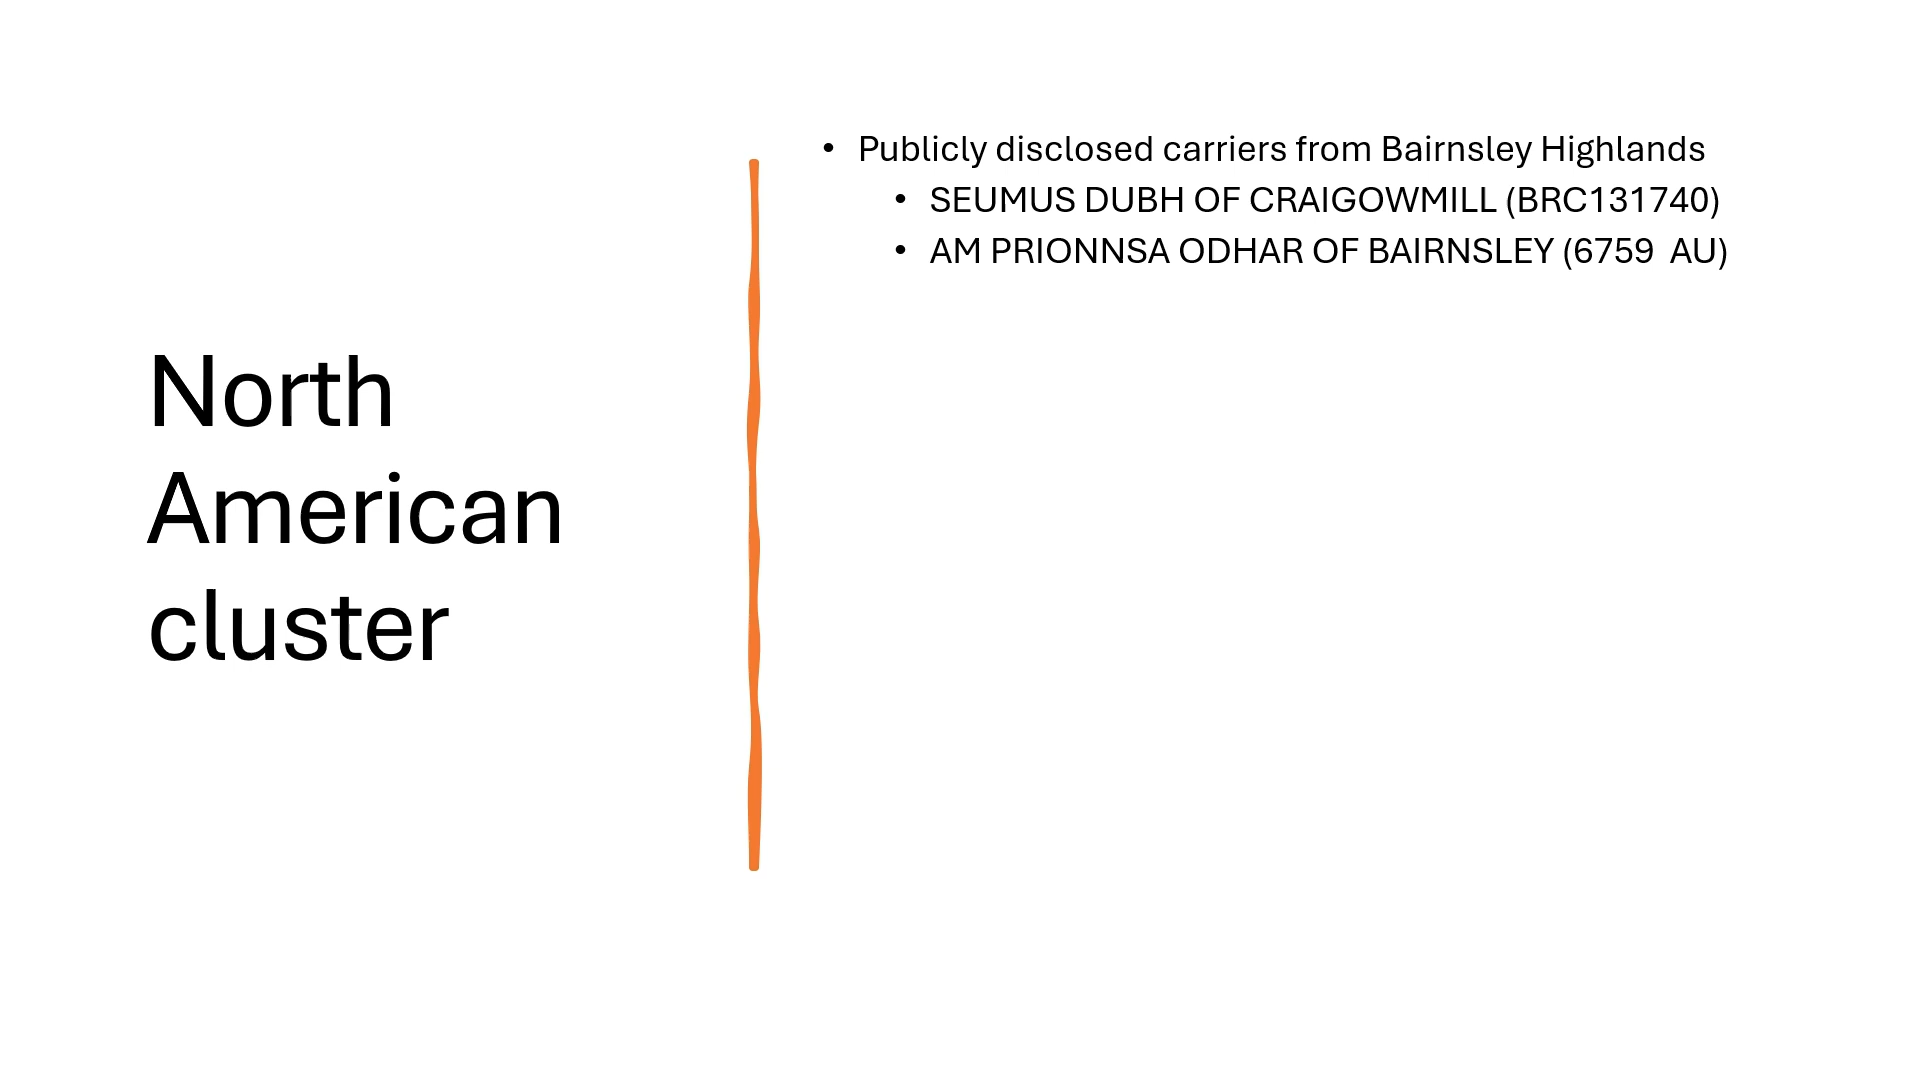 North
American
cluster
• Publicly disclosed carriers from Bairnsley Highlands
• SEUMUS DUBH OF CRAIGOWMILL (BRC131740)
• AM PRIONNSA ODHAR OF BAIRNSLEY (6759  AU)